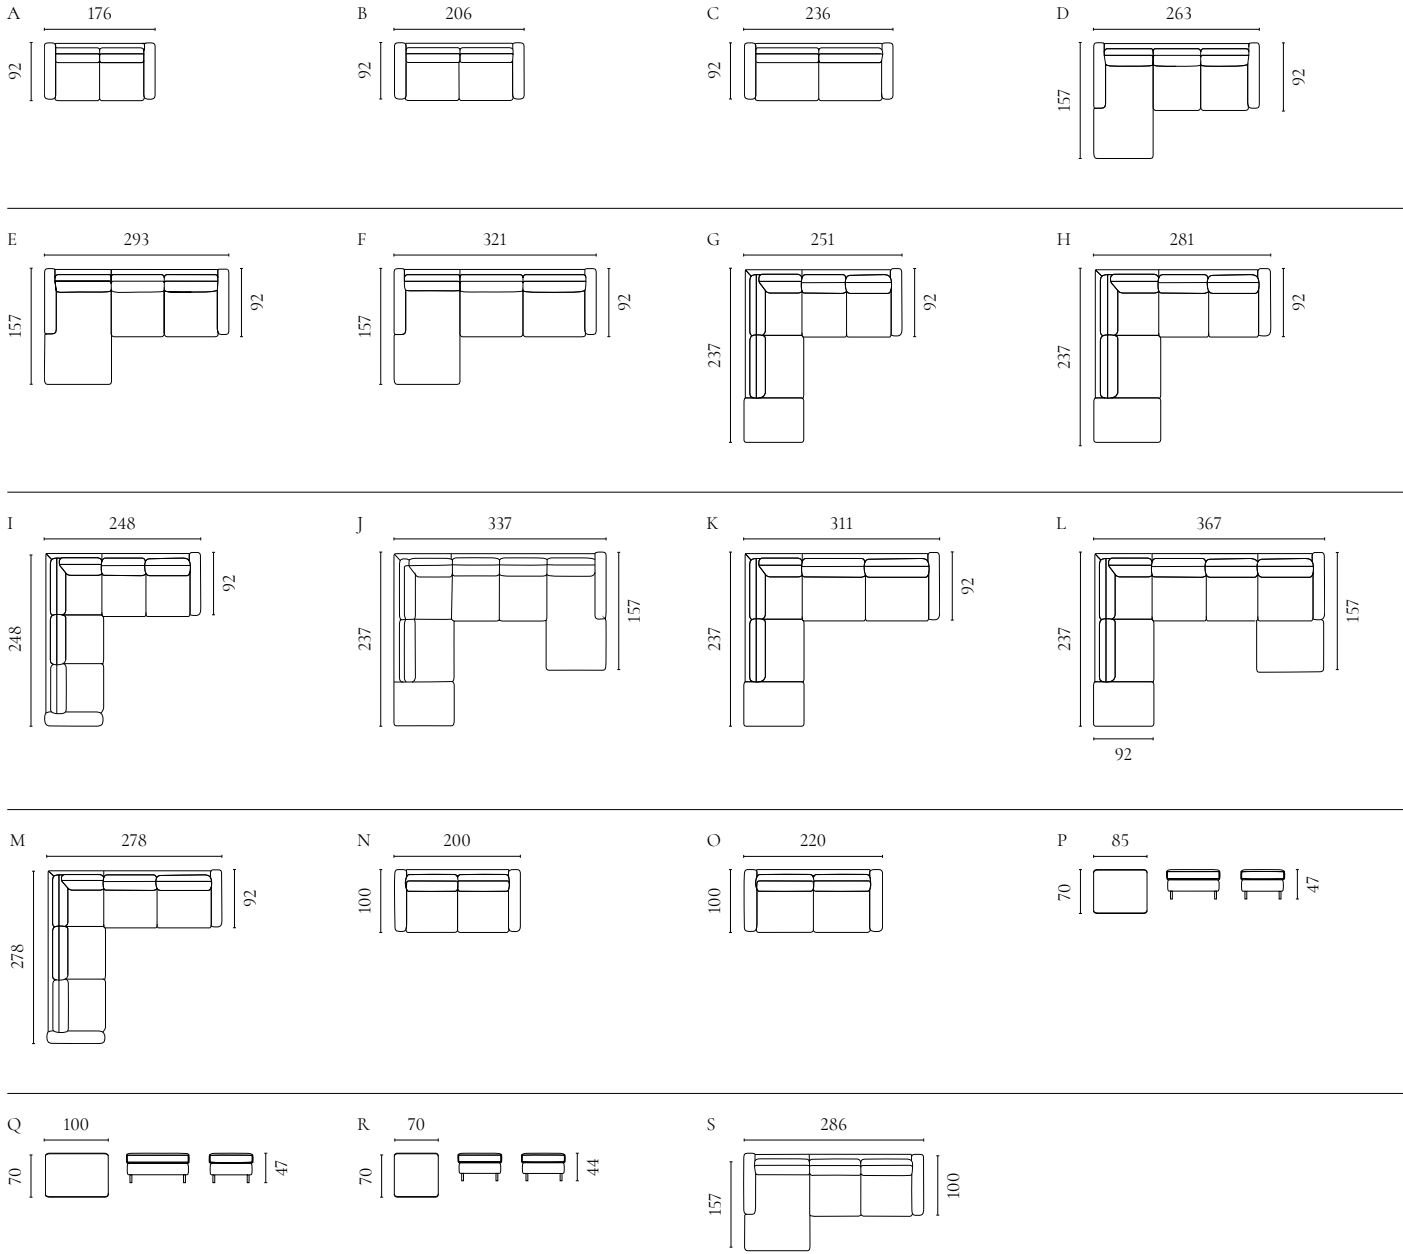 A 176 B 206 C 236 D 263
92 92 92 157 92
E 293 F 321 G 251 H 281
157 92 157 92 237 92 237 92
I 248 J 337 K 311 L 367
248 92 237 157 237 92 237 157
92
M 278 N 200 O 220 P 85
278 92 100 100 70 47
Q 100 R 70 S 286
70 47 70 44 157 100